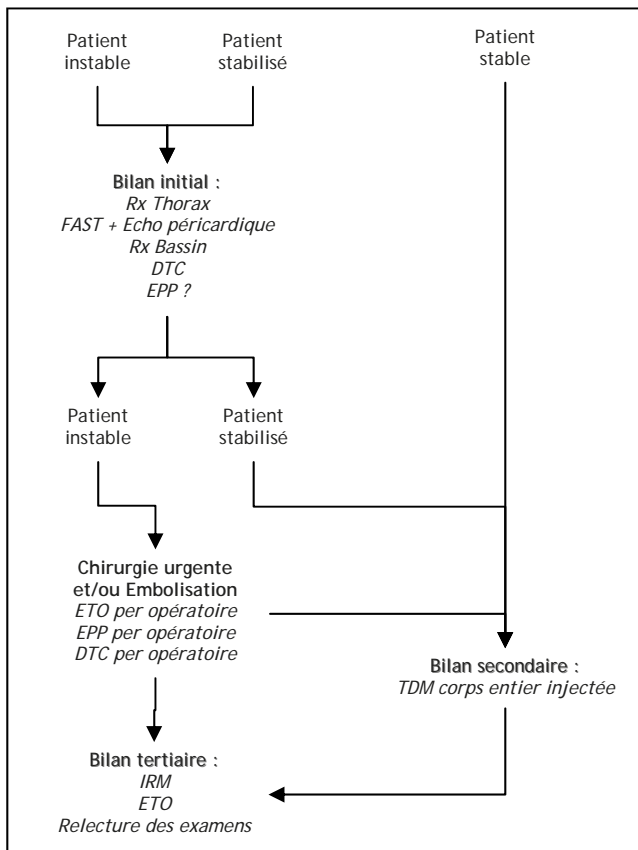 Patient
instable
Patient
stabilisé
Patient
stable
Bilan initial :
Rx Thorax
FAST + Echo péricardique
Rx Bassin
DTC
EPP ?
Patient
instable
Patient
stabilisé
Chirurgie urgente
et/ou Embolisation
ETO per opératoire
EPP per opératoire
DTC per opératoire
Bilan secondaire :
TDM corps entier injectée
Bilan tertiaire :
IRM
ETO
Relecture des examens